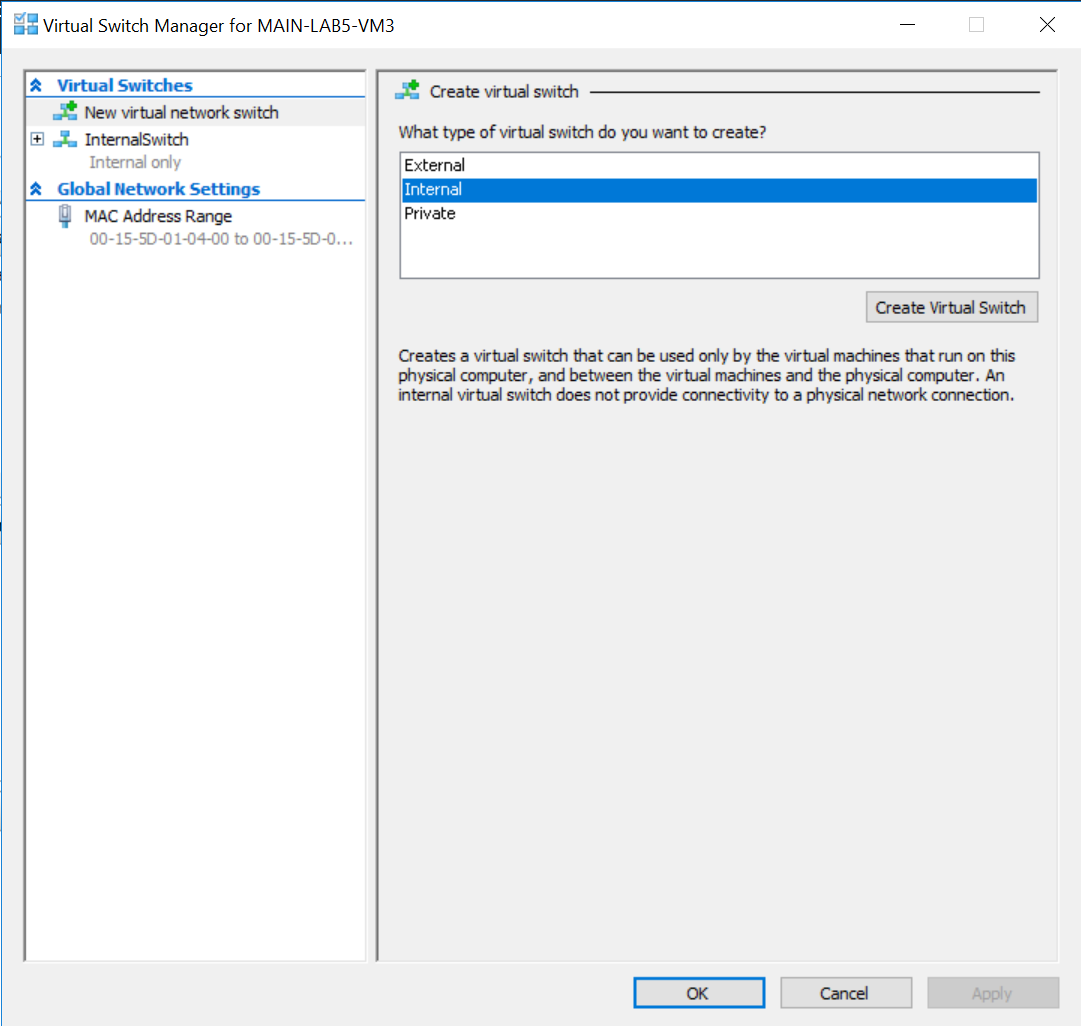 Virtual Switch Manager for MAIN-LAB5-VM3
Virtual Switches
New virtual network switch
InternalSwitch
Internal only
Global Network Settings
MAC Address Range
00-15-5D-01-04-00 to 00-15-5D-0...
Create virtual switch
What type of virtual switch do you want to create?
External
Internal
Private
Create Virtual Switch
Creates a virtual switch that can be used only by the virtual machines that run on this
physical computer, and between the virtual machines and the physical computer. An
internal virtual switch does not provide connectivity to a physical network connection.
OK
Cancel
Apply